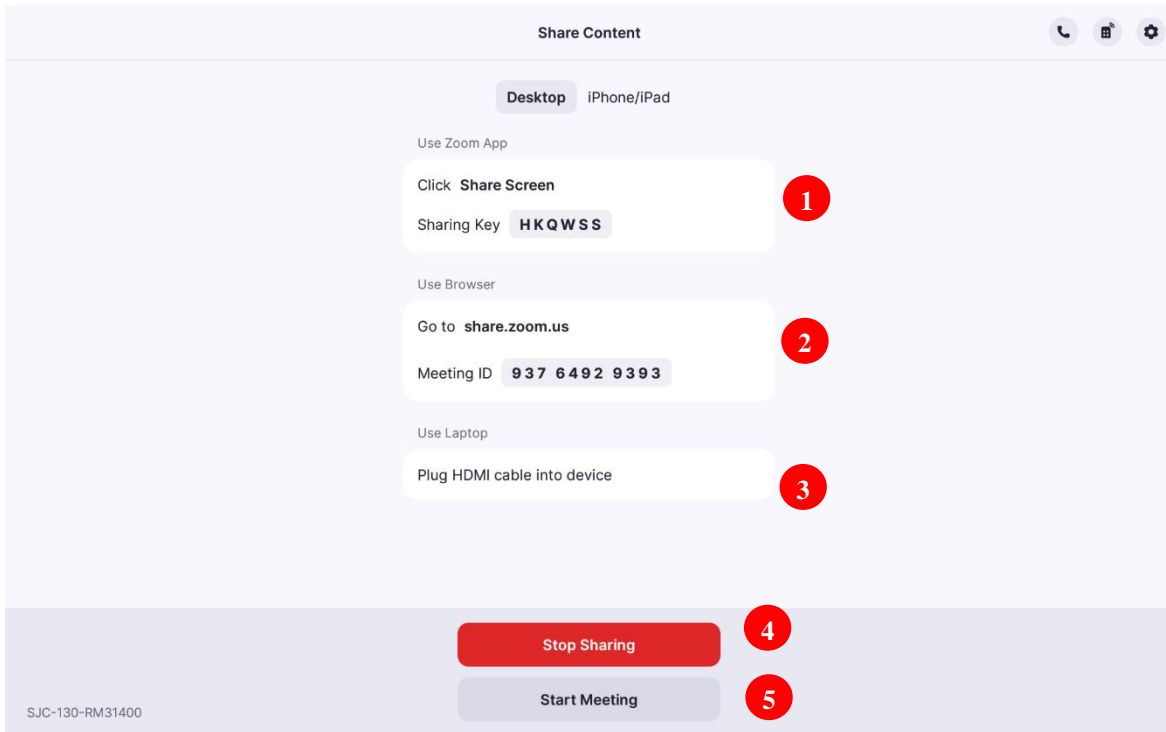 Share Content
Desktop iPhone/iPad
Use Zoom App
Click Share Screen
1
Sharing Key HKQWSS
Use Browser
Go to share.zoom.us
2
Meeting ID 937 6492 9393
Use Laptop
Plug HDMI cable into device
3
Stop Sharing
4
Start Meeting
5
SJC-130-RM31400